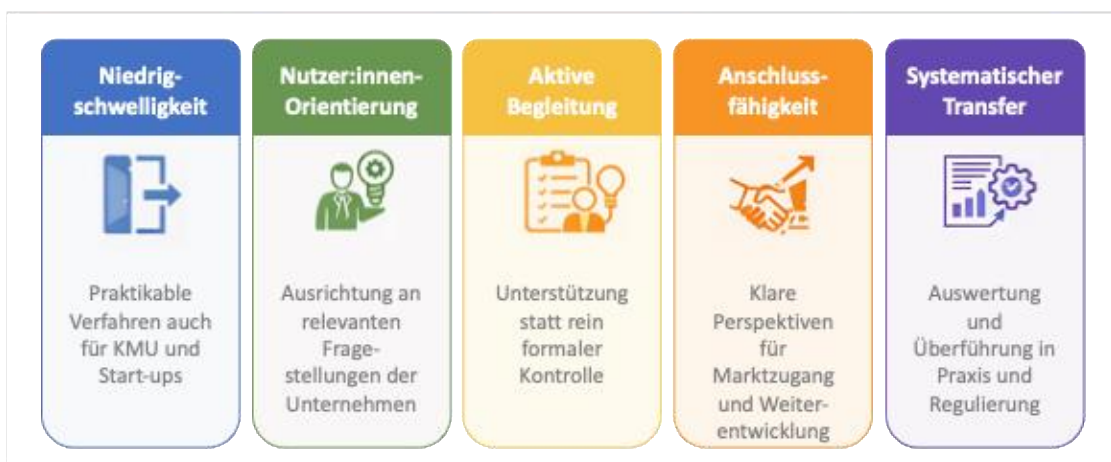 Niedrig-
schwelligkeit
Praktikable
Verfahren auch
für KMU und
Start-ups
Nutzer:innen-
Orientierung
Ausrichtung an
relevanten
Frage-
stellungen der
Unternehmen
Aktive
Begleitung
Unterstützung
statt rein
formaler
Kontrolle
Anschluss-
fähigkeit
Klare
Perspektiven
für
Marktzugang
und Weiter-
entwicklung
Systematischer
Transfer
Auswertung
und
Überführung in
Praxis und
Regulierung